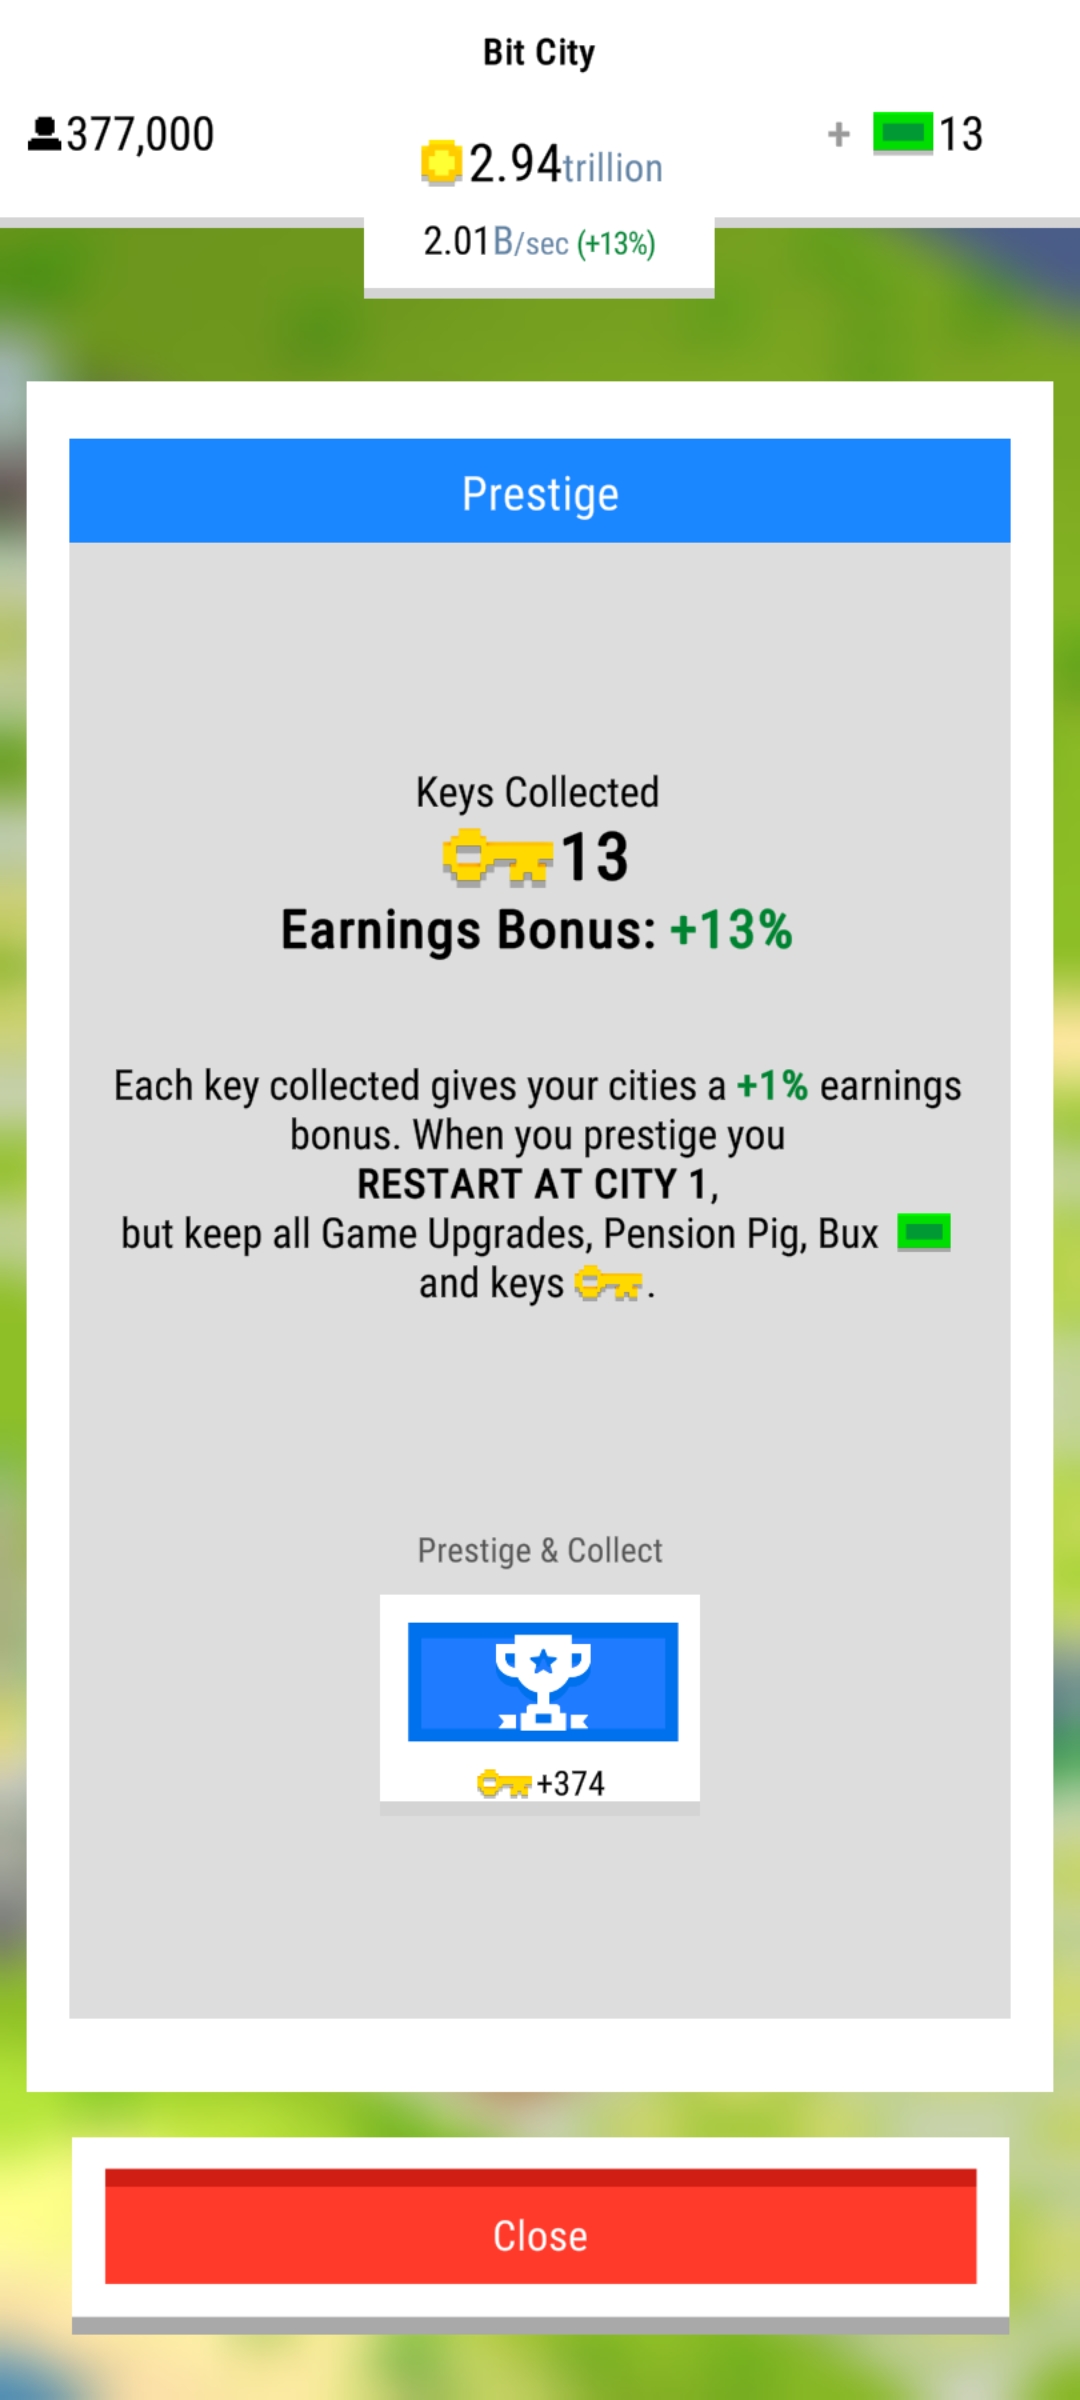 Bit City
377,000
2.94trillion
+ 13
2.01B/sec (+13%)
Prestige
Keys Collected
13
Earnings Bonus: +13%
Each key collected gives your cities a +1% earnings
bonus. When you prestige you
RESTART AT CITY 1,
but keep all Game Upgrades, Pension Pig, Bux
and keys .
Prestige & Collect
+374
Close